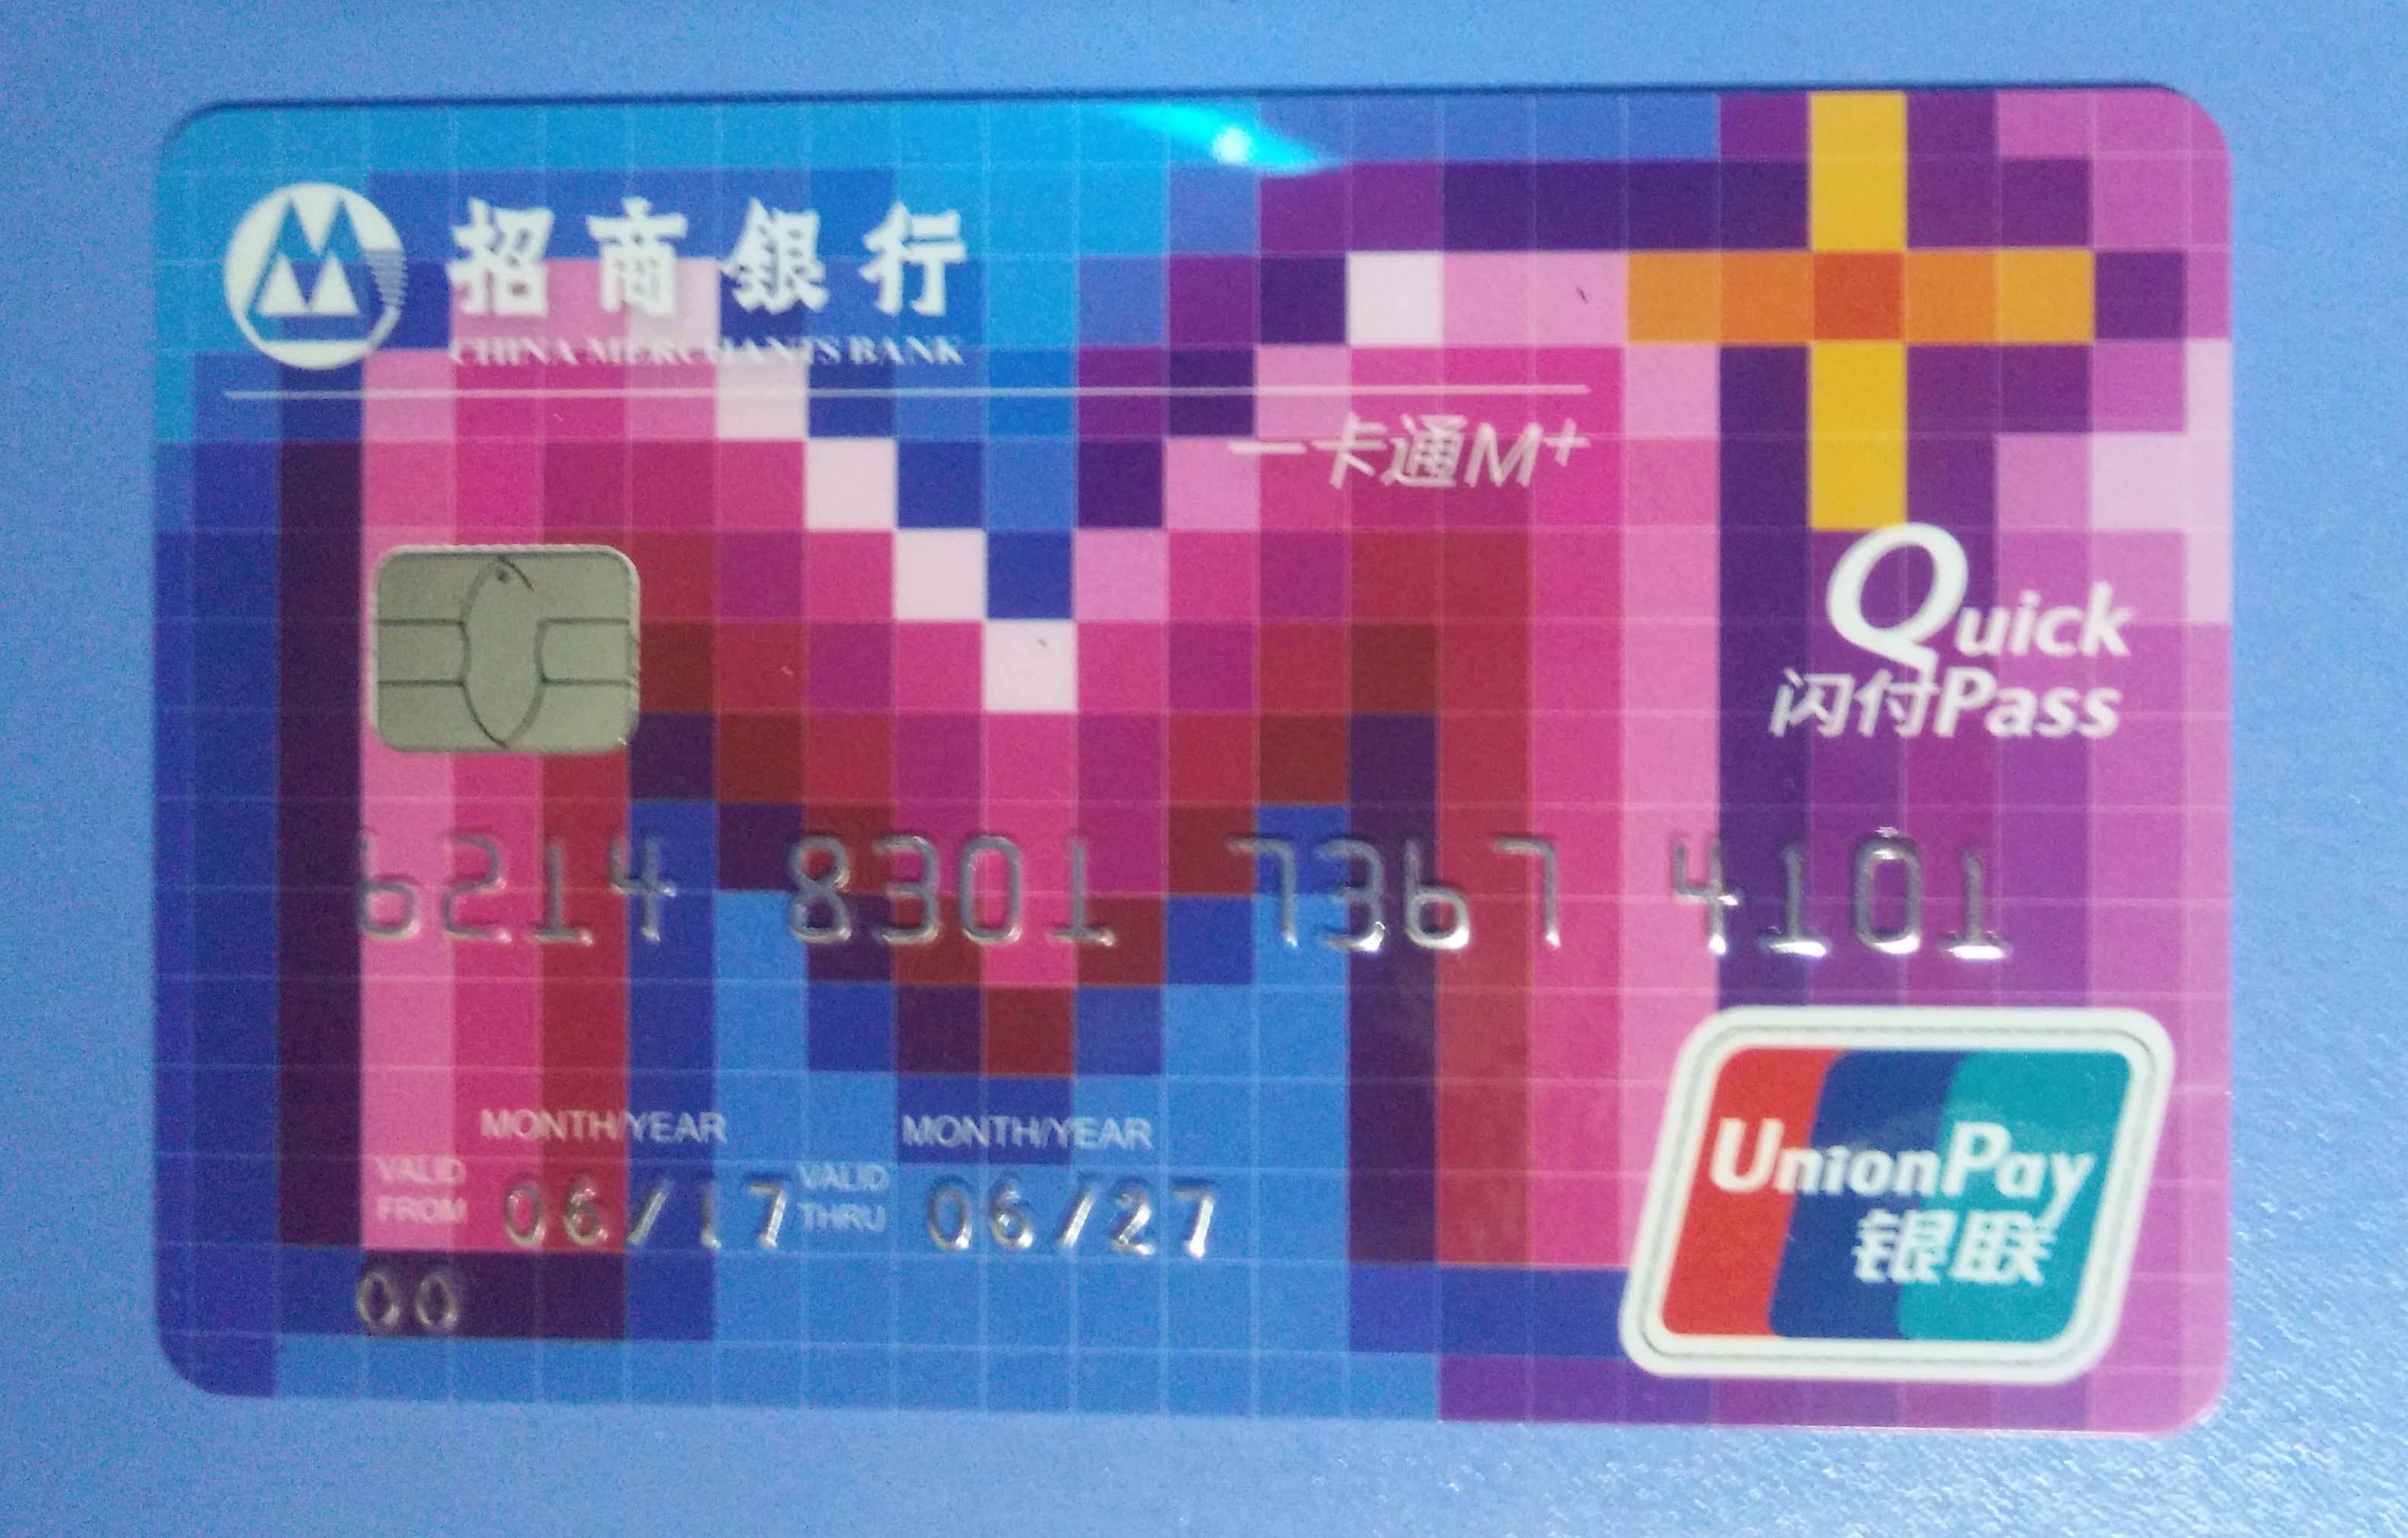 招商銀行
CHINA MERCHANTS BANK
一卡通M+
Quick
闪付Pass
6214 8301 7367 4101
MONTH/YEAR MONTH/YEAR
VALID FROM 06/17 VALID THRU 06/27
00
UnionPay
银联